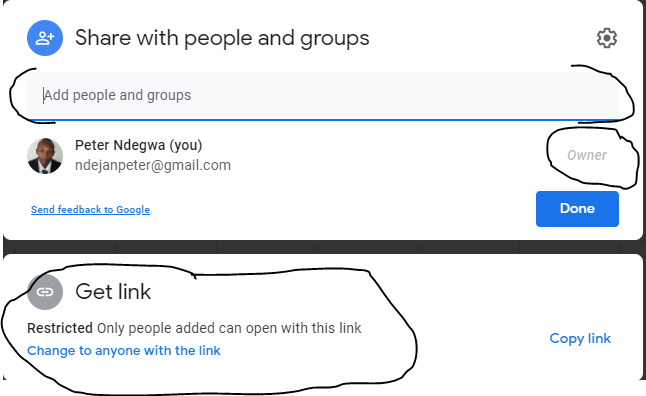 Share with people and groups
Add people and groups
Peter Ndegwa (you)
ndejanpeter@gmail.com
Owner
Send feedback to Google
Done
Get link
Restricted Only people added can open with this link
Change to anyone with the link
Copy link